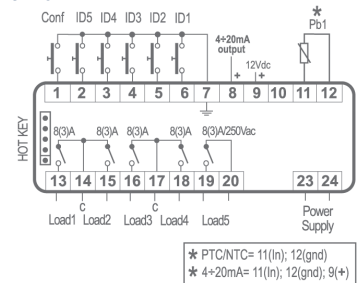 Conf ID5 ID4 ID3 ID2 ID1
*
Pb1
4÷20mA
output
12Vdc
+ +
1 2 3 4 5 6 7 8 9 10 11 12
HOT KEY
8(3)A 8(3)A 8(3)A 8(3)A 8(3)A/250Vac
13 14 15 16 17 18 19 20 23 24
C C
Load1 Load2 Load3 Load4 Load5
Power
Supply
* PTC/NTC= 11(In); 12(gnd)
* 4÷20mA= 11(In); 12(gnd); 9(+)